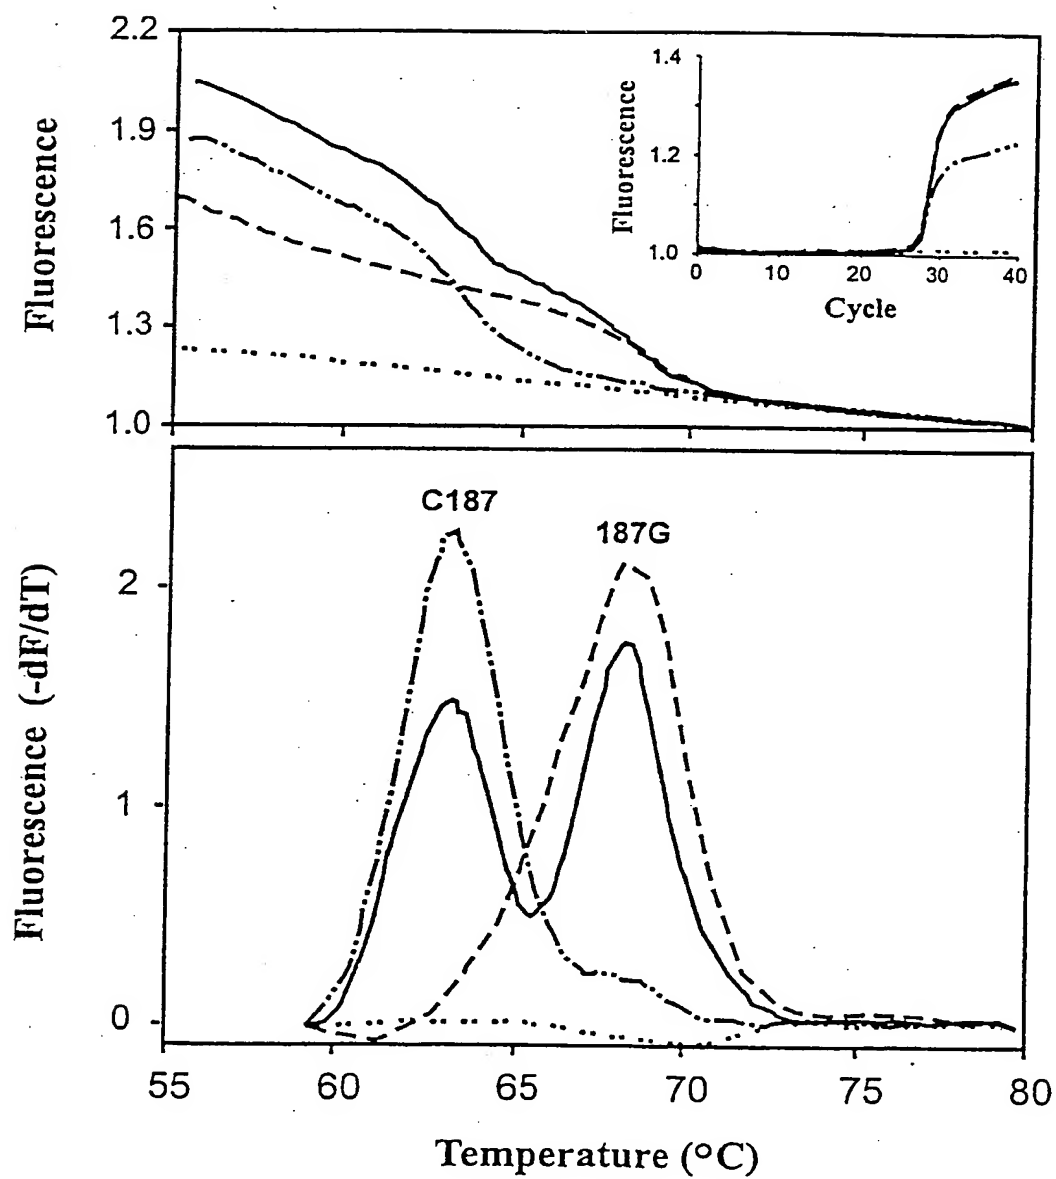 2.2
1.9
1.6
1.3
1.0
Fluorescence
1.4
1.2
1.0
Fluorescence
0 10 20 30 40
Cycle
C187
187G
2
1
0
Fluorescence (-dF/dT)
55 60 65 70 75 80
Temperature (°C)